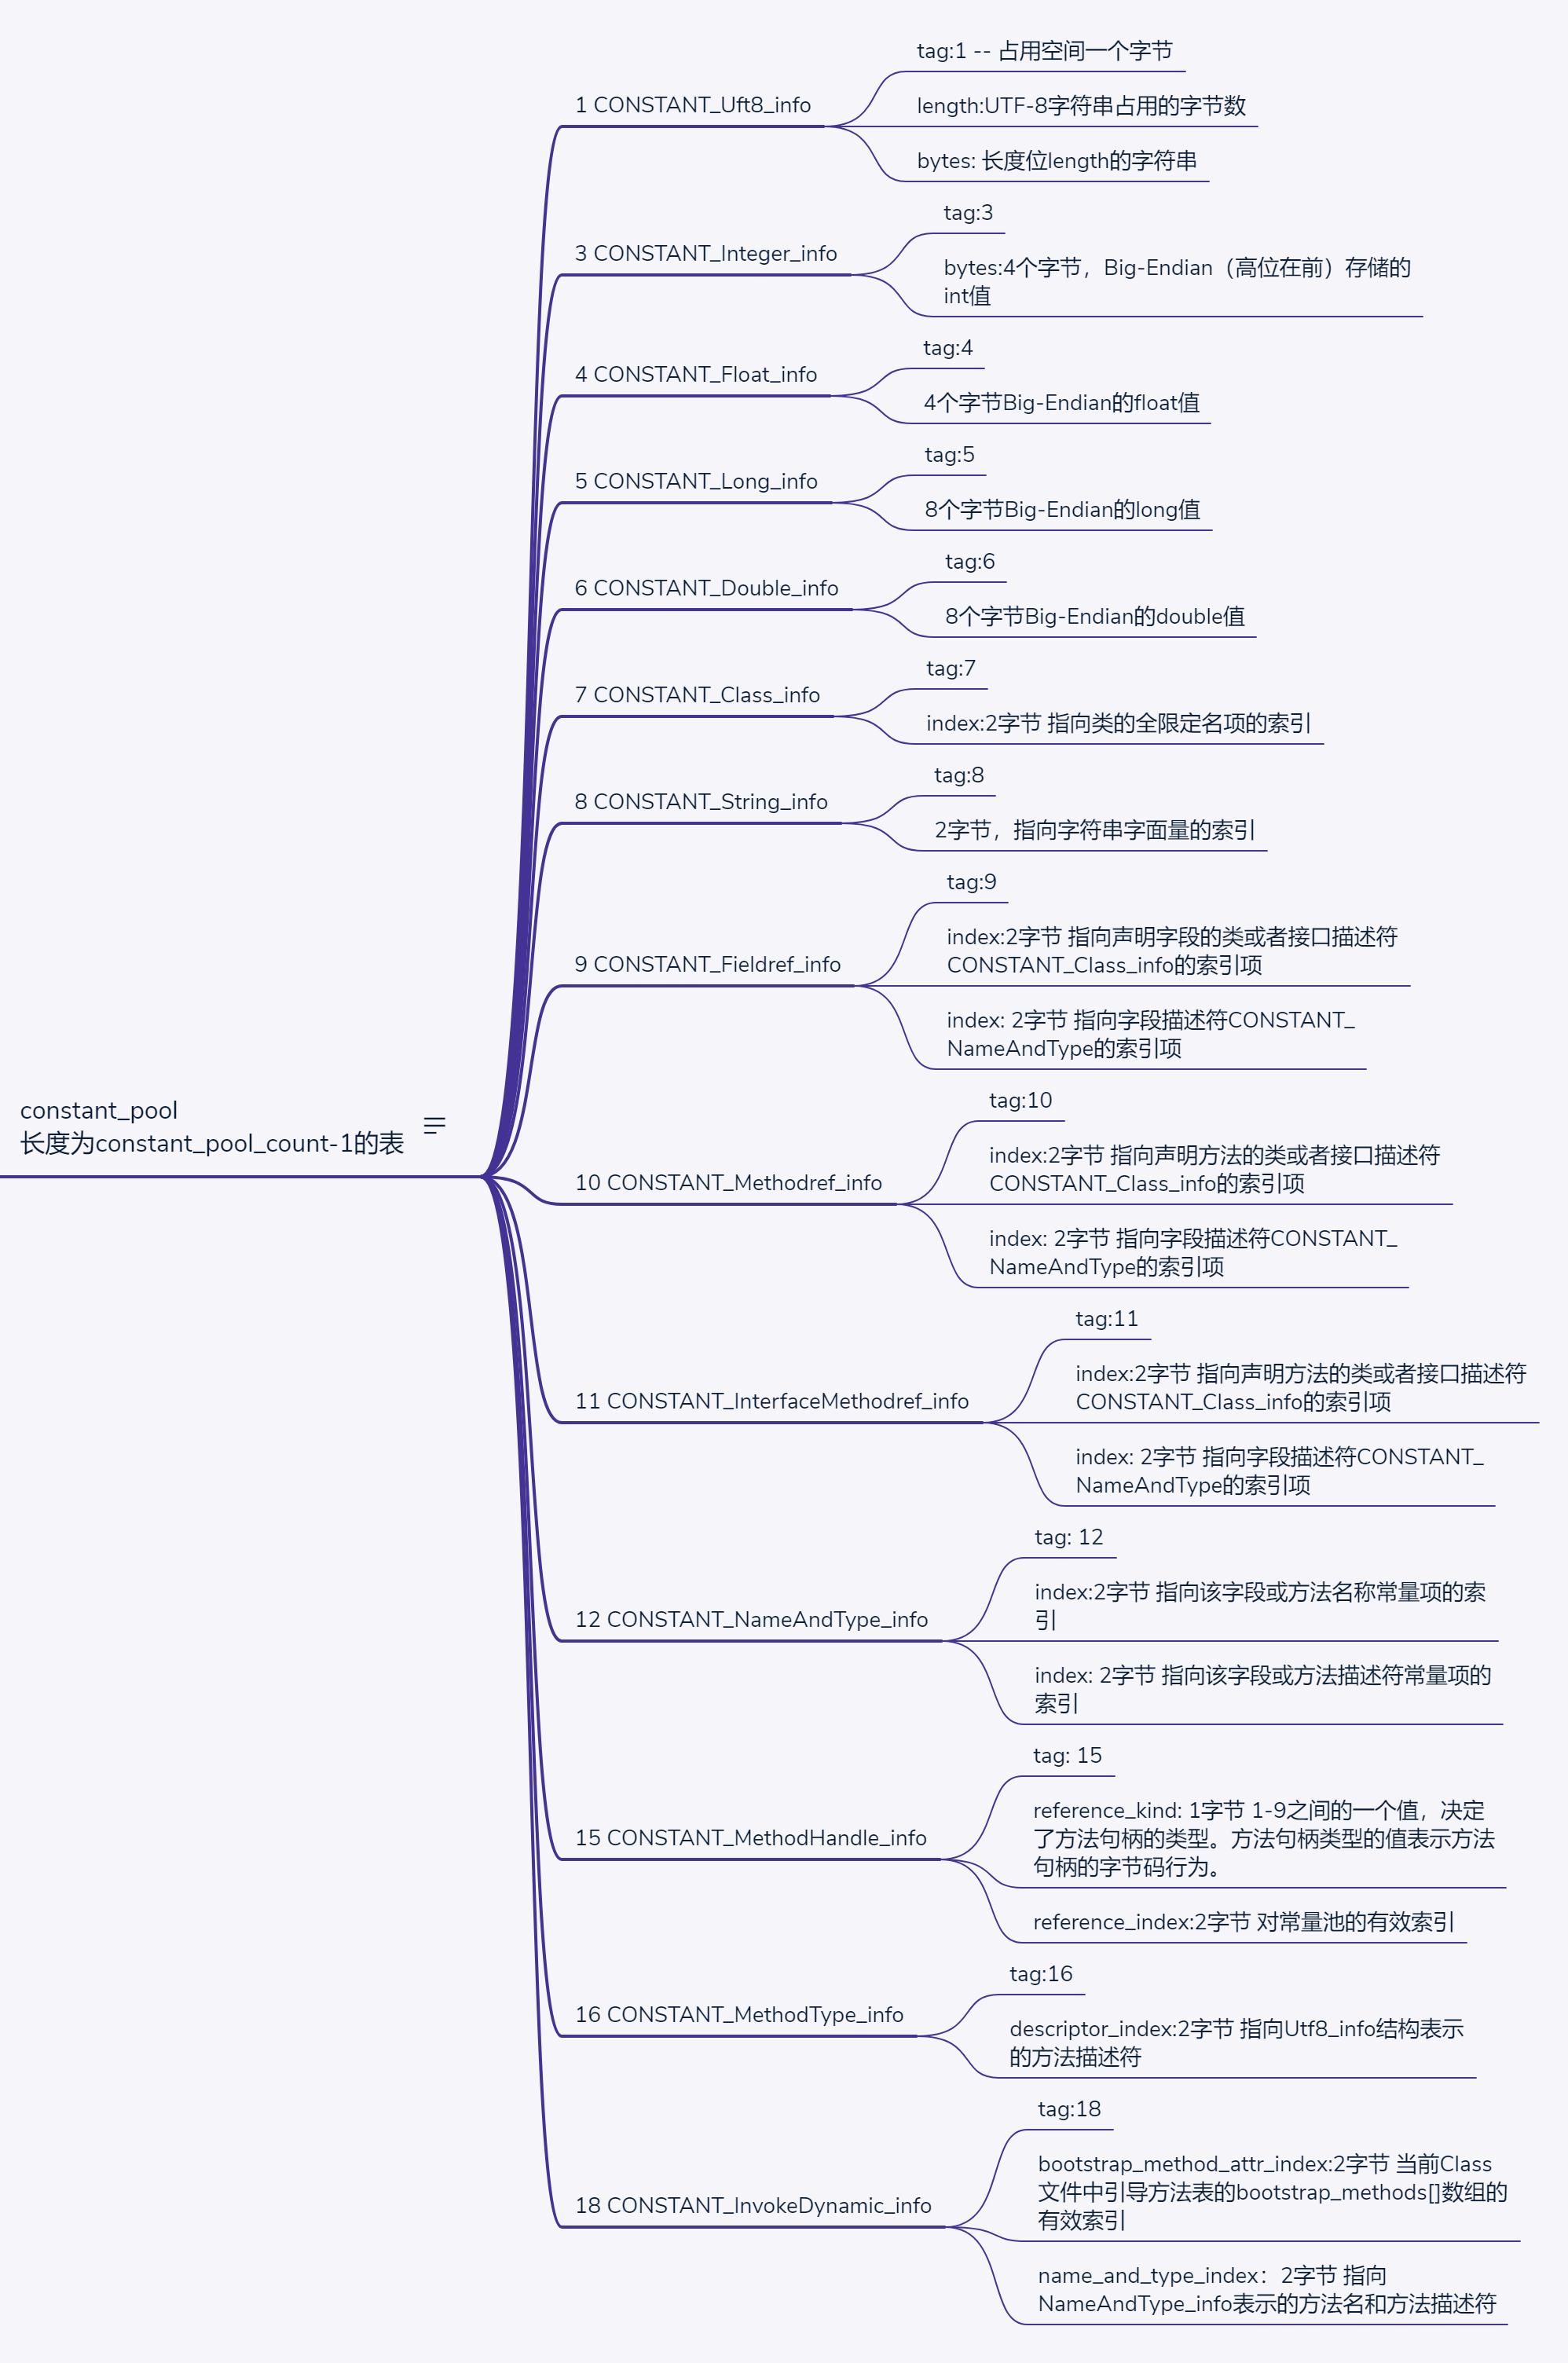 constant_pool
长度为constant_pool_count-1的表
1 CONSTANT_Uft8_info
tag:1 -- 占用空间一个字节
length:UTF-8字符串占用的字节数
bytes: 长度位length的字符串
3 CONSTANT_Integer_info
tag:3
bytes:4个字节，Big-Endian（高位在前）存储的
int值
4 CONSTANT_Float_info
tag:4
4个字节Big-Endian的float值
5 CONSTANT_Long_info
tag:5
8个字节Big-Endian的long值
6 CONSTANT_Double_info
tag:6
8个字节Big-Endian的double值
7 CONSTANT_Class_info
tag:7
index:2字节 指向类的全限定名项的索引
8 CONSTANT_String_info
tag:8
2字节，指向字符串字面量的索引
9 CONSTANT_Fieldref_info
tag:9
index:2字节 指向声明字段的类或者接口描述符
CONSTANT_Class_info的索引项
index: 2字节 指向字段描述符CONSTANT_
NameAndType的索引项
10 CONSTANT_Methodref_info
tag:10
index:2字节 指向声明方法的类或者接口描述符
CONSTANT_Class_info的索引项
index: 2字节 指向字段描述符CONSTANT_
NameAndType的索引项
11 CONSTANT_InterfaceMethodref_info
tag:11
index:2字节 指向声明方法的类或者接口描述符
CONSTANT_Class_info的索引项
index: 2字节 指向字段描述符CONSTANT_
NameAndType的索引项
12 CONSTANT_NameAndType_info
tag: 12
index:2字节 指向该字段或方法名称常量项的索
引
index: 2字节 指向该字段或方法描述符常量项的
索引
15 CONSTANT_MethodHandle_info
tag: 15
reference_kind: 1字节 1-9之间的一个值，决定
了方法句柄的类型。方法句柄类型的值表示方法
句柄的字节码行为。
reference_index:2字节 对常量池的有效索引
16 CONSTANT_MethodType_info
tag:16
descriptor_index:2字节 指向Utf8_info结构表示
的方法描述符
18 CONSTANT_InvokeDynamic_info
tag:18
bootstrap_method_attr_index:2字节 当前Class
文件中引导方法表的bootstrap_methods[]数组的
有效索引
name_and_type_index：2字节 指向
NameAndType_info表示的方法名和方法描述符